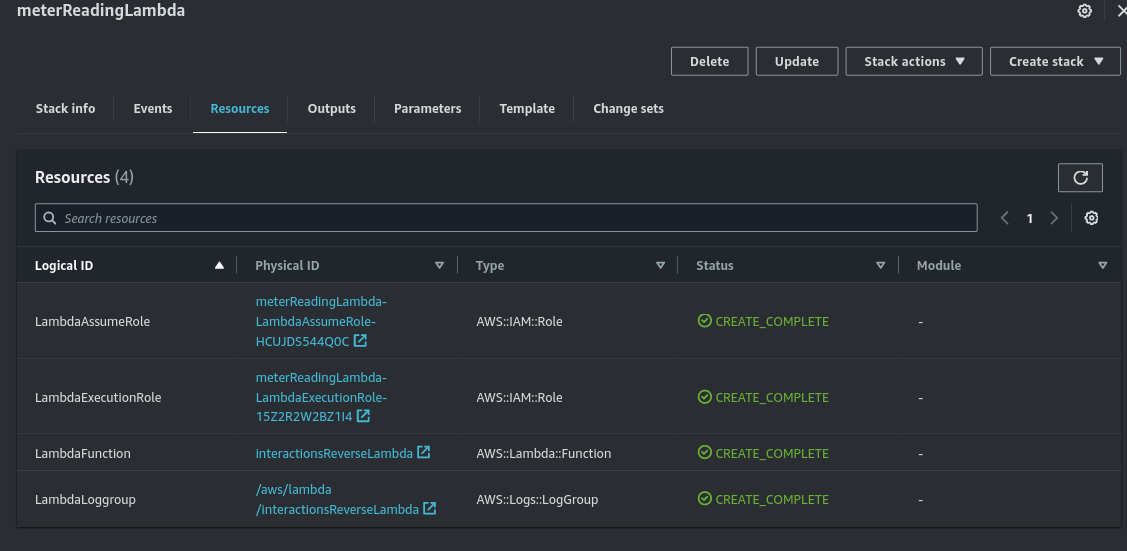 meterReadingLambda
Delete
Update
Stack actions
Create stack
Stack info
Events
Resources
Outputs
Parameters
Template
Change sets
Resources (4)
Search resources
1
Logical ID
Physical ID
Type
Status
Module
LambdaAssumeRole
meterReadingLambda-
LambdaAssumeRole-
HCUJDS544Q0C
AWS::IAM::Role
CREATE_COMPLETE
-
LambdaExecutionRole
meterReadingLambda-
LambdaExecutionRole-
15Z2R2W2BZ1I4
AWS::IAM::Role
CREATE_COMPLETE
-
LambdaFunction
interactionsReverseLambda
AWS::Lambda::Function
CREATE_COMPLETE
-
LambdaLoggroup
/aws/lambda
/interactionsReverseLambda
AWS::Logs::LogGroup
CREATE_COMPLETE
-